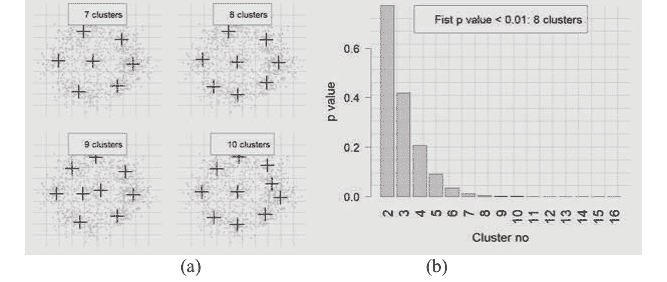 7 clusters
8 clusters
9 clusters
10 clusters
(a)
Fist p value < 0.01: 8 clusters
p value
0.6
0.4
0.2
0.0
2 3 4 5 6 7 8 9 10 11 12 13 14 15 16
Cluster no
(b)